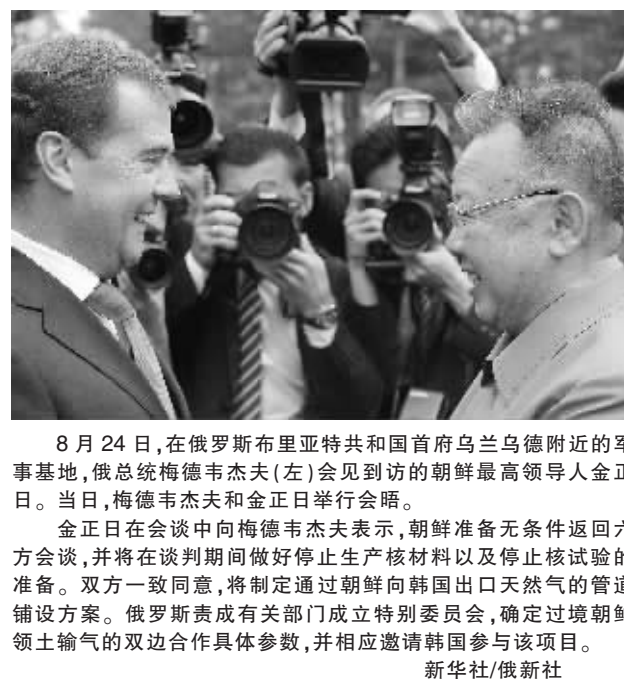 8月24日,在俄罗斯布里亚特共和国首府乌兰乌德附近的军
事基地,俄总统梅德韦杰夫(左)会见到访的朝鲜最高领导人金正
日。当日,梅德韦杰夫和金正日举行会晤。
金正日在会谈中向梅德韦杰夫表示,朝鲜准备无条件返回六
方会谈,并将在谈判期间做好停止生产核材料以及停止核试验的
准备。双方一致同意,将制定通过朝鲜向韩国出口天然气的管道
铺设方案。俄罗斯责成有关部门成立特别委员会,确定过境朝鲜
领土输气的双边合作具体参数,并相应邀请韩国参与该项目。
新华社/俄新社